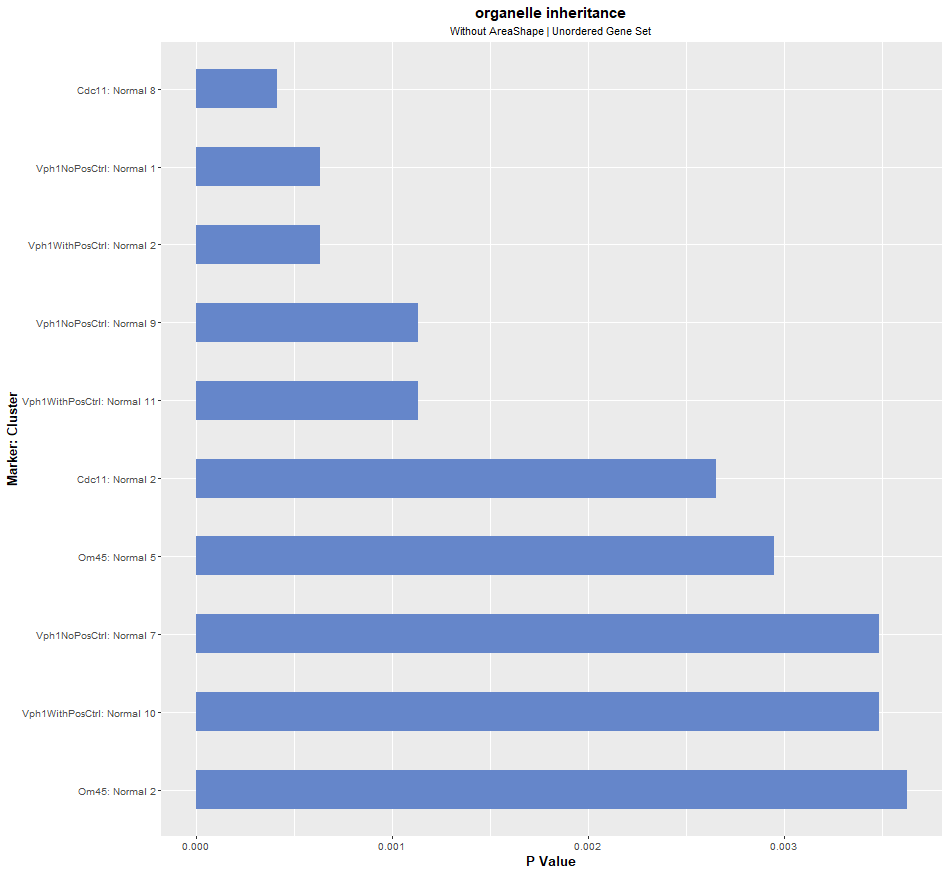 organelle inheritance
Without AreaShape | Unordered Gene Set
Marker: Cluster
Cdc11: Normal 8
Vph1NoPosCtrl: Normal 1
Vph1WithPosCtrl: Normal 2
Vph1NoPosCtrl: Normal 9
Vph1WithPosCtrl: Normal 11
Cdc11: Normal 2
Om45: Normal 5
Vph1NoPosCtrl: Normal 7
Vph1WithPosCtrl: Normal 10
Om45: Normal 2
0.000 0.001 0.002 0.003
P Value